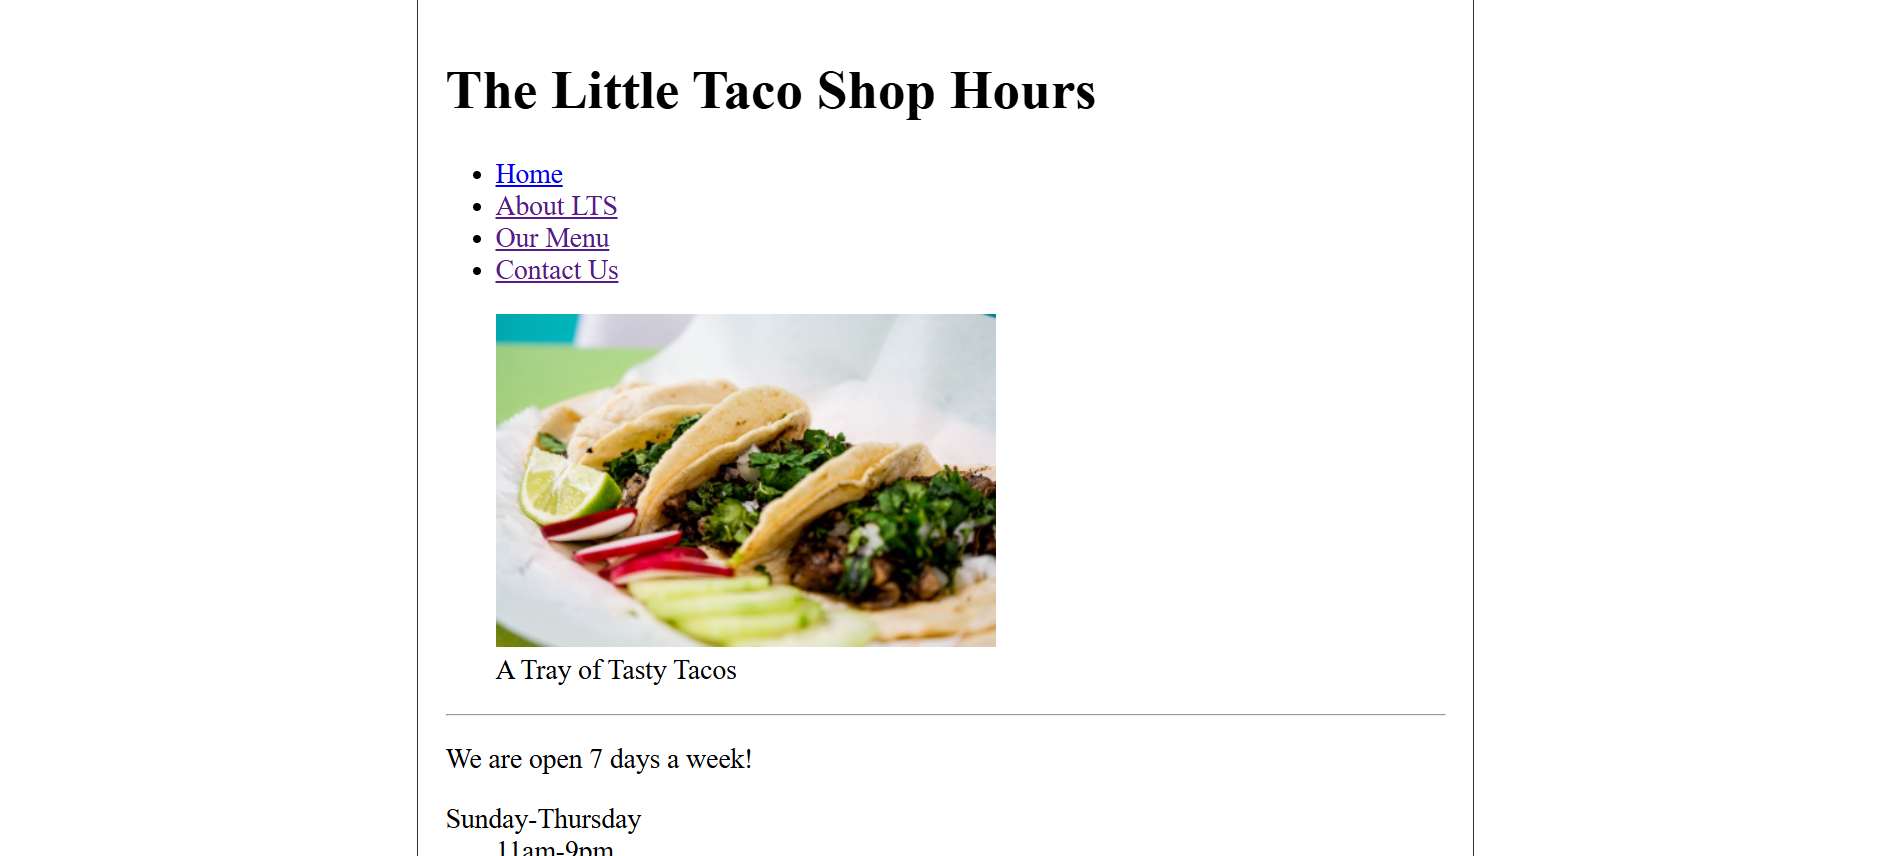 The Little Taco Shop Hours
Home
About LTS
Our Menu
Contact Us
A Tray of Tasty Tacos
We are open 7 days a week!
Sunday-Thursday
11am-9pm